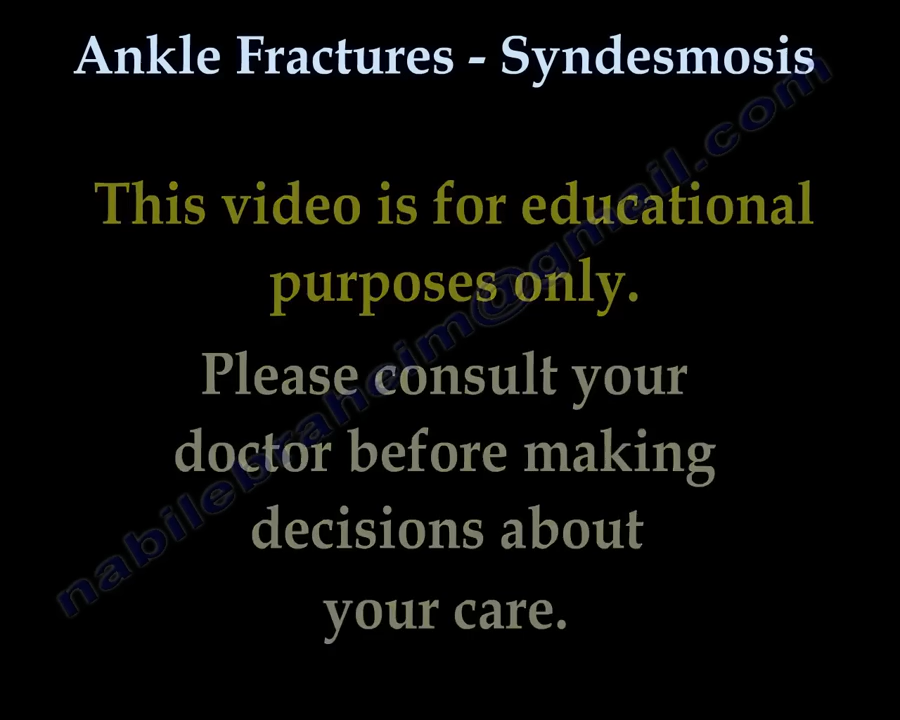 Ankle Fractures - Syndesmosis
This video is for educational
purposes only.
Please consult your
doctor before making
decisions about
your care.
nabilebraheim@gmail.com